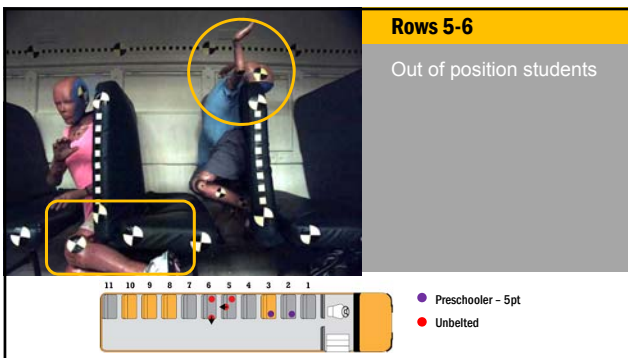 Rows 5-6
Out of position students
11 10 9 8 7 6 5 4 3 2 1
Preschooler – 5pt
Unbelted